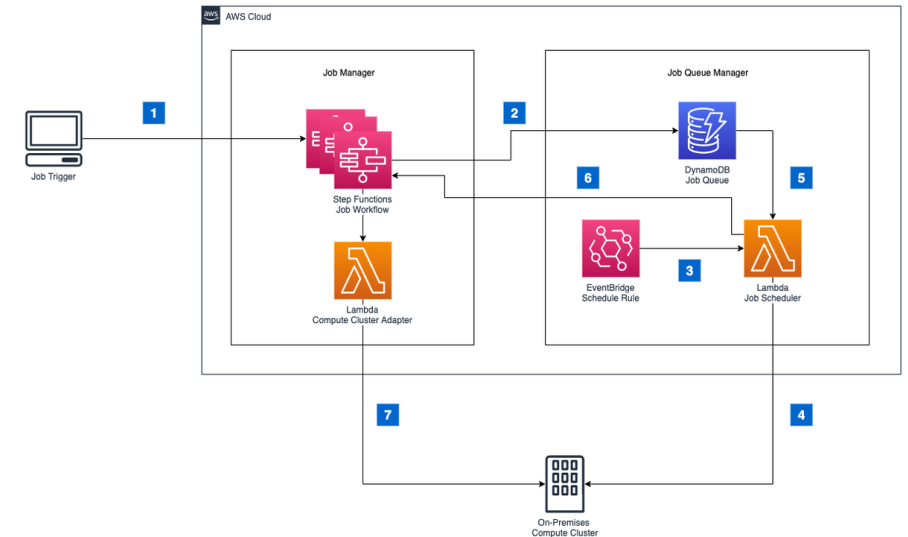 aws
AWS Cloud
Job Manager
Job Queue Manager
1
2
Job Trigger
DynamoDB
Job Queue
6
5
Step Functions
Job Workflow
3
EventBridge
Schedule Rule
Lambda
Job Scheduler
Lambda
Compute Cluster Adapter
7
4
On-Premises
Compute Cluster